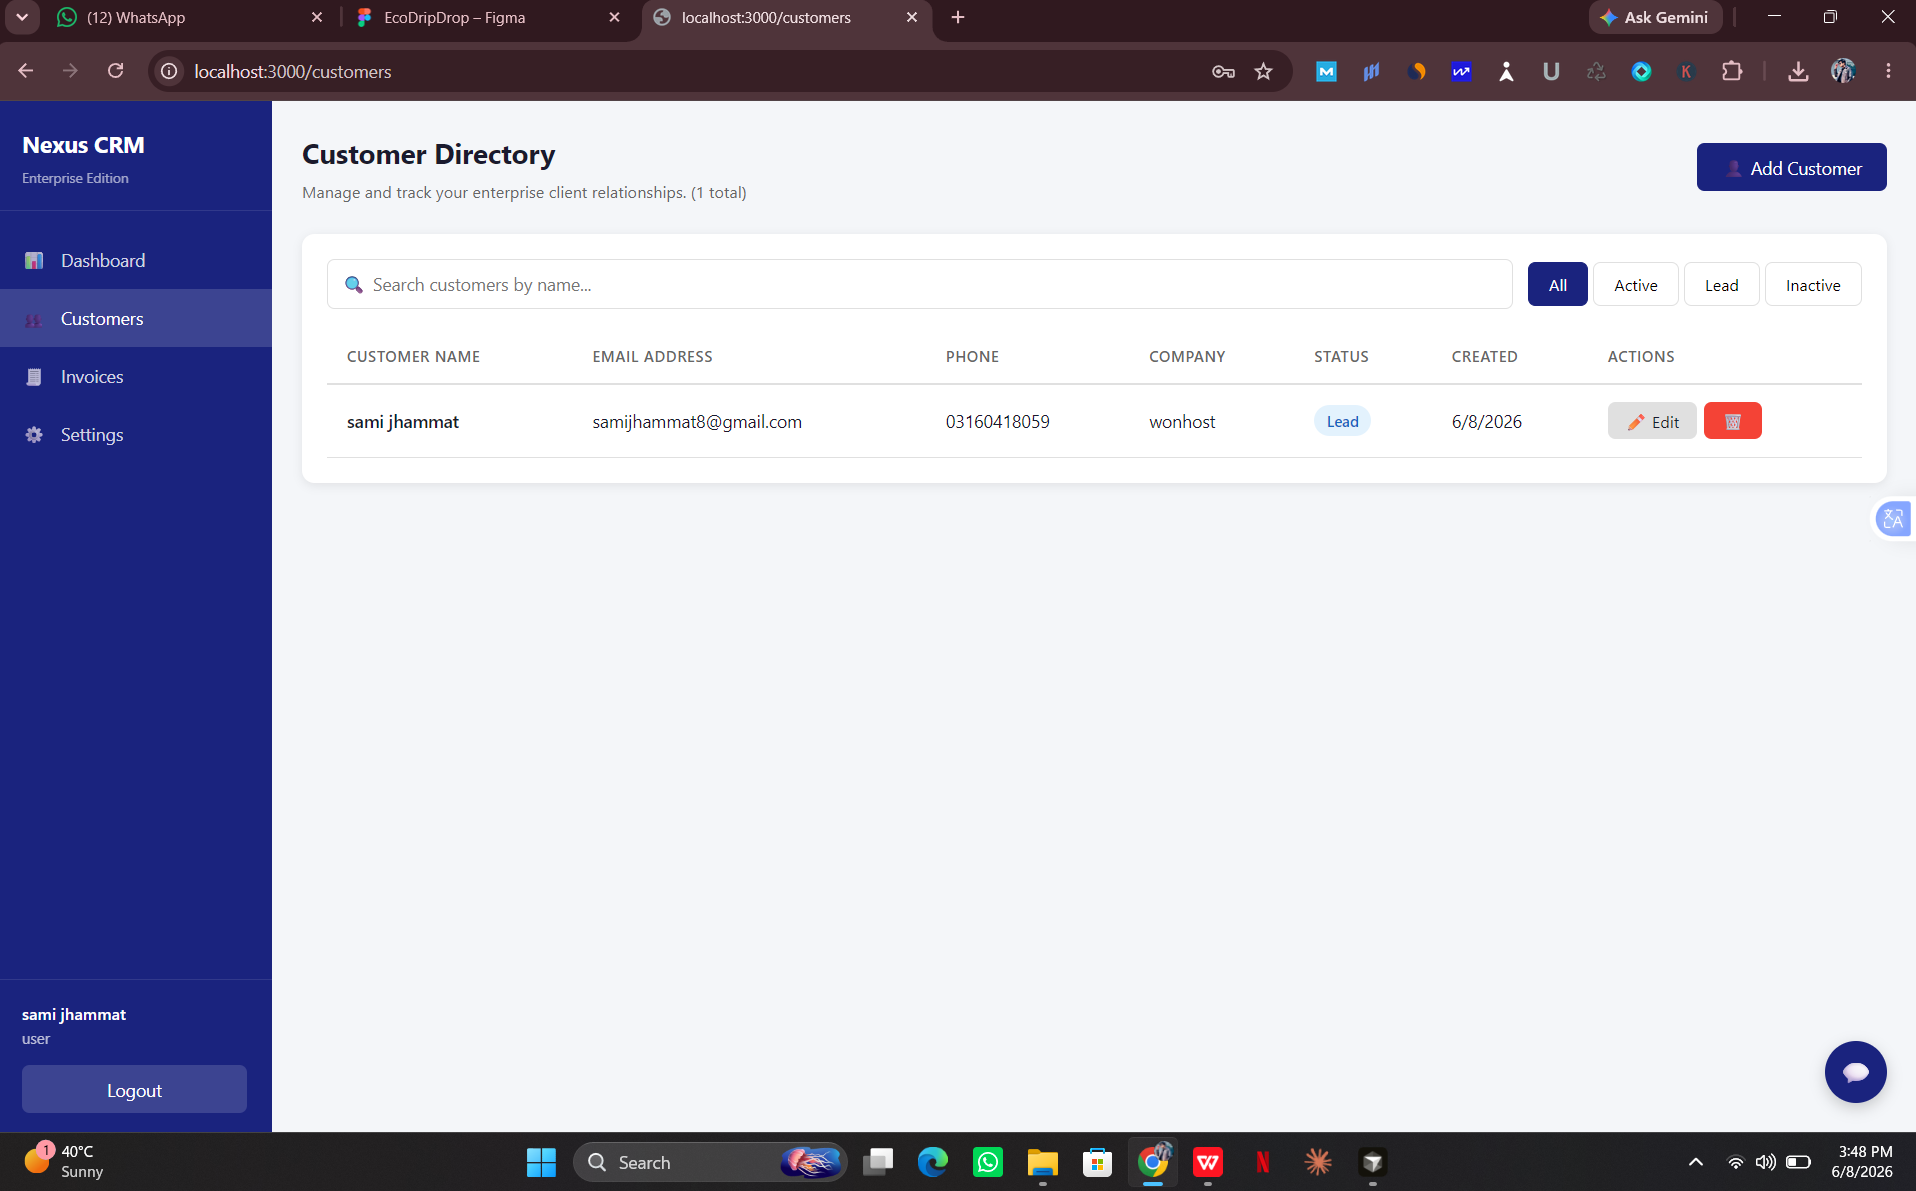 (12) WhatsApp
EcoDripDrop – Figma
localhost:3000/customers
Ask Gemini
localhost:3000/customers
Nexus CRM
Enterprise Edition
Dashboard
Customers
Invoices
Settings
sami jhammat
user
Logout
Customer Directory
Manage and track your enterprise client relationships. (1 total)
Add Customer
Search customers by name...
All
Active
Lead
Inactive
CUSTOMER NAME EMAIL ADDRESS PHONE COMPANY STATUS CREATED ACTIONS
sami jhammat samijhammat8@gmail.com 03160418059 wonhost Lead 6/8/2026 Edit
1
40°C
Sunny
Search
3:48 PM
6/8/2026